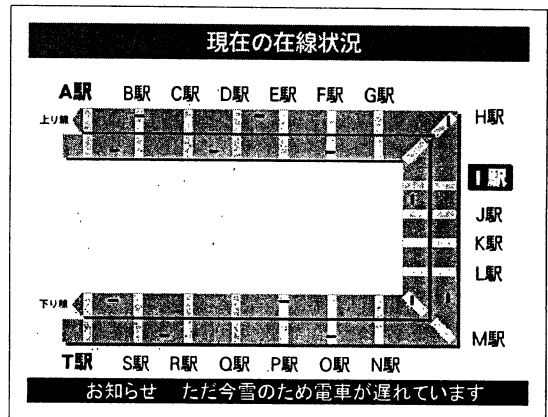 現在の在線状況
A駅 B駅 C駅 D駅 E駅 F駅 G駅
上り線
H駅
I駅
J駅
K駅
L駅
下り線
M駅
T駅 S駅 R駅 Q駅 P駅 O駅 N駅
お知らせ ただ今雪のため電車が遅れています